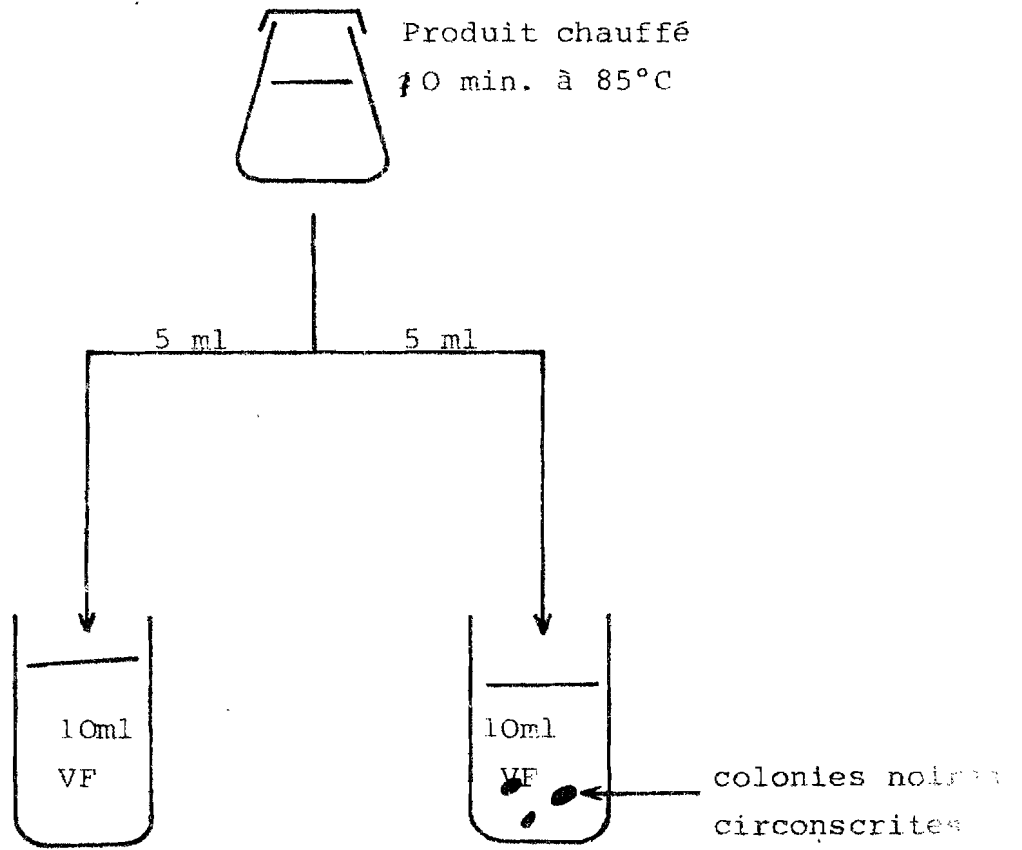 Produit chauffé
10 min. à 85°C
5 ml
5 ml
10ml
VF
10ml
VF
colonies noires
circonscrites